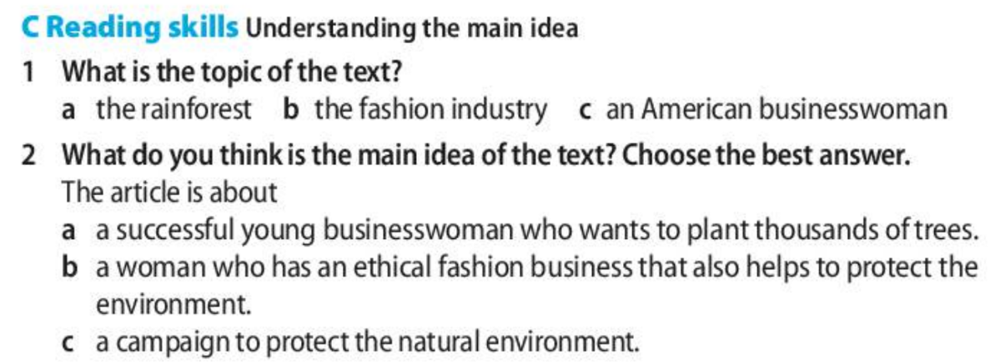 C Reading skills Understanding the main idea
1 What is the topic of the text?
a the rainforest b the fashion industry c an American businesswoman
2 What do you think is the main idea of the text? Choose the best answer.
The article is about
a a successful young businesswoman who wants to plant thousands of trees.
b a woman who has an ethical fashion business that also helps to protect the
environment.
c a campaign to protect the natural environment.